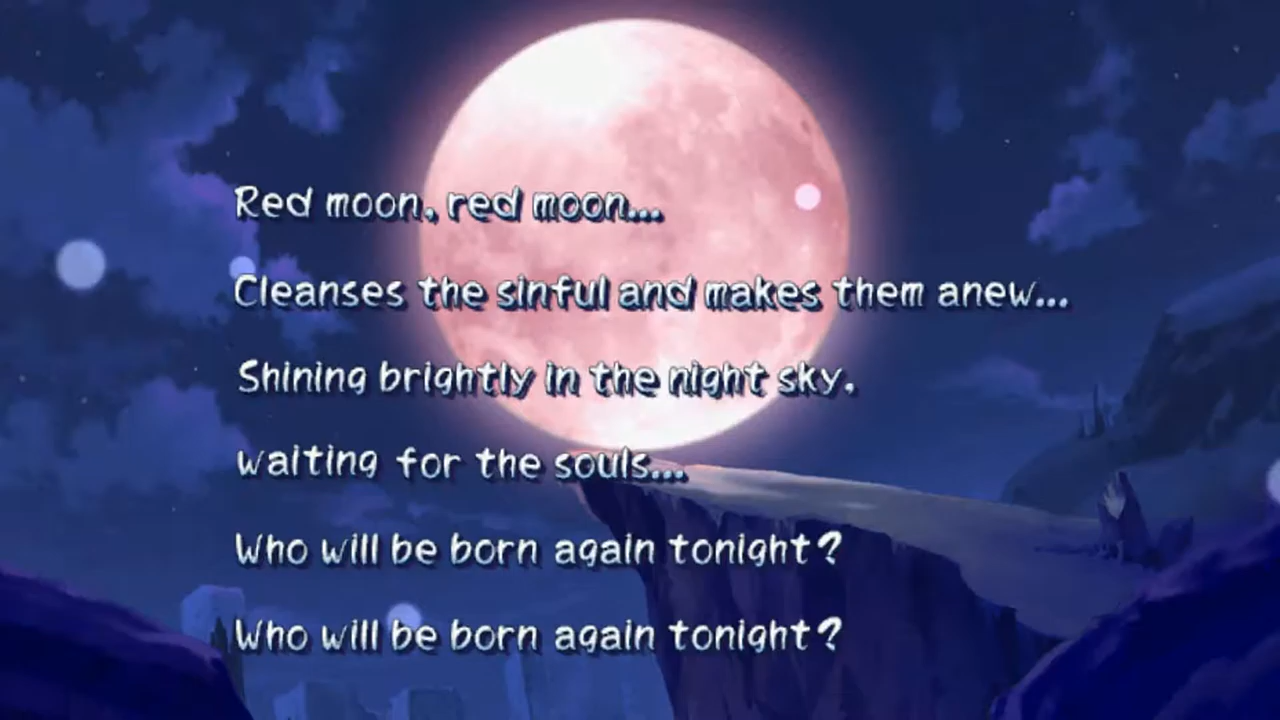 Red moon, red moon...
Cleanses the sinful and makes them anew...
Shining brightly in the night sky.
waiting for the souls...
Who will be born again tonight?
Who will be born again tonight?